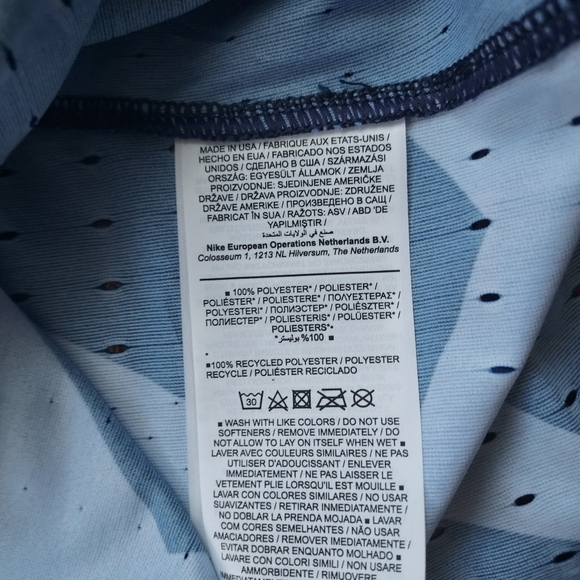 MADE IN USA / FABRIQUE AUX ETATS-UNIS /
HECHO EN EUA / FABRICADO NOS ESTADOS
UNIDOS / СДЕЛАНО В США / SZÁRMAZÁSI
ORSZÁG: EGYESÜLT ÁLLAMOK / ZEMLJA
PROIZVODNJE: SJEDINJENE AMERIČKE
DRŽAVE / DRŽAVA PROIZVODNJE: ZDRUŽENE
DRŽAVE AMERIKE / ПРОИЗВЕДЕНО В САЩ /
FABRICAT ÎN SUA / RAŽOTS: ASV / ABD 'DE
YAPILMIŞTIR /
صنع في الولايات المتحدة
Nike European Operations Netherlands B.V.
Colosseum 1, 1213 NL Hilversum, The Netherlands
■ 100% POLYESTER* / POLIESTER* /
POLIÉSTER* / POLIESTERE* / ΠΟΛΥΕΣΤΕΡΑΣ* /
POLYESTERI* / ПОЛИЭСТЕР* / POLIÉSZTER* /
ПОЛИЕСТЕР* / POLIESTERIS* / POLÜESTER* /
POLIESTERS*
■ 100% بوليستر*
*
■100% RECYCLED POLYESTER / POLYESTER
RECYCLE / POLIÉSTER RECICLADO
30
■ WASH WITH LIKE COLORS / DO NOT USE
SOFTENERS / REMOVE IMMEDIATELY / DO
NOT ALLOW TO LAY ON ITSELF WHEN WET ■
LAVER AVEC COULEURS SIMILAIRES / NE PAS
UTILISER D'ADOUCISSANT / ENLEVER
IMMEDIATEMENT / NE PAS LAISSER LE
VETEMENT PLIE LORSQU'IL EST MOUILLE ■
LAVAR CON COLORES SIMILARES / NO USAR
SUAVIZANTES / RETIRAR INMEDIATAMENTE /
NO DOBLAR LA PRENDA MOJADA ■ LAVAR
COM CORES SEMELHANTES / NÃO USAR
AMACIADORES / REMOVER IMEDIATAMENTE /
EVITAR DOBRAR ENQUANTO MOLHADO ■
LAVARE CON COLORI SIMILI / NON USARE
AMMORBIDENTE / RIMUOVERE